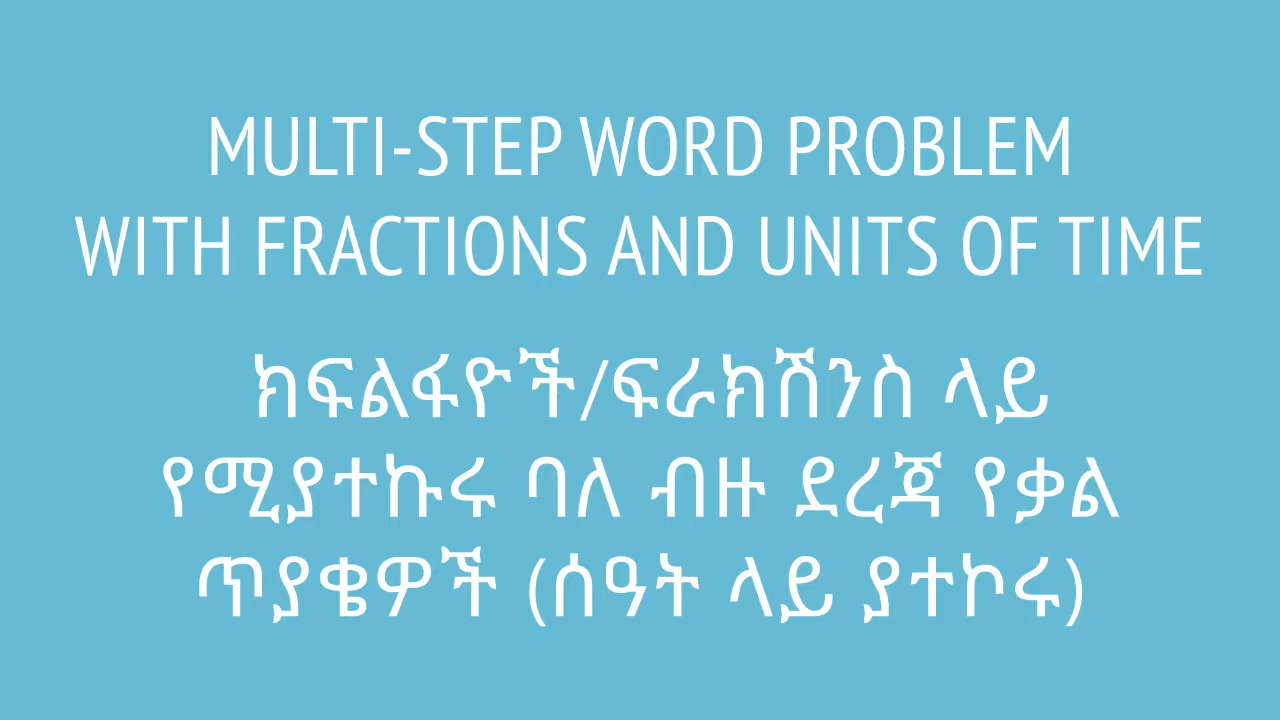 MULTI-STEP WORD PROBLEM
WITH FRACTIONS AND UNITS OF TIME
ክፍልፋዮች/ፍራክሽንስ ላይ
የሚያተኩሩ ባለ ብዙ ደረጃ የቃል
ጥያቄዎች (ሰዓት ላይ ያተኮሩ)